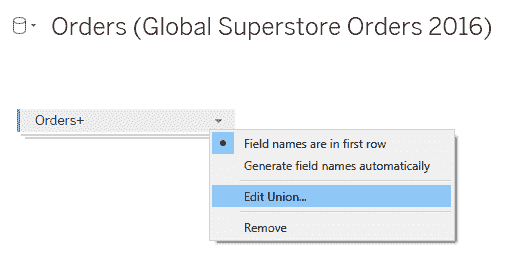 Orders (Global Superstore Orders 2016)
Orders+
Field names are in first row
Generate field names automatically
Edit Union...
Remove